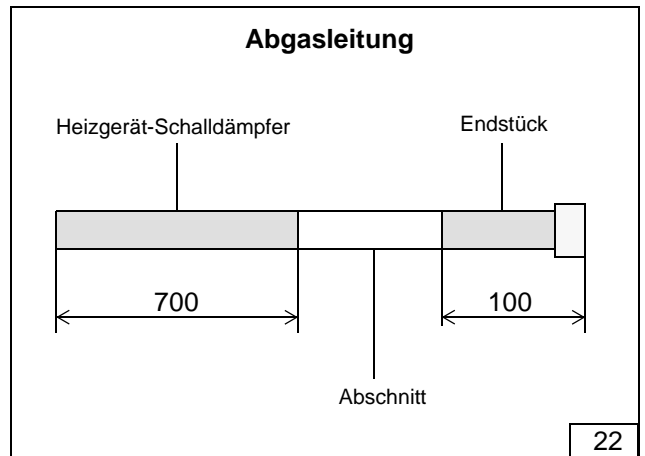 Abgasleitung
Heizgerät-Schalldämpfer
Endstück
700
100
Abschnitt
22